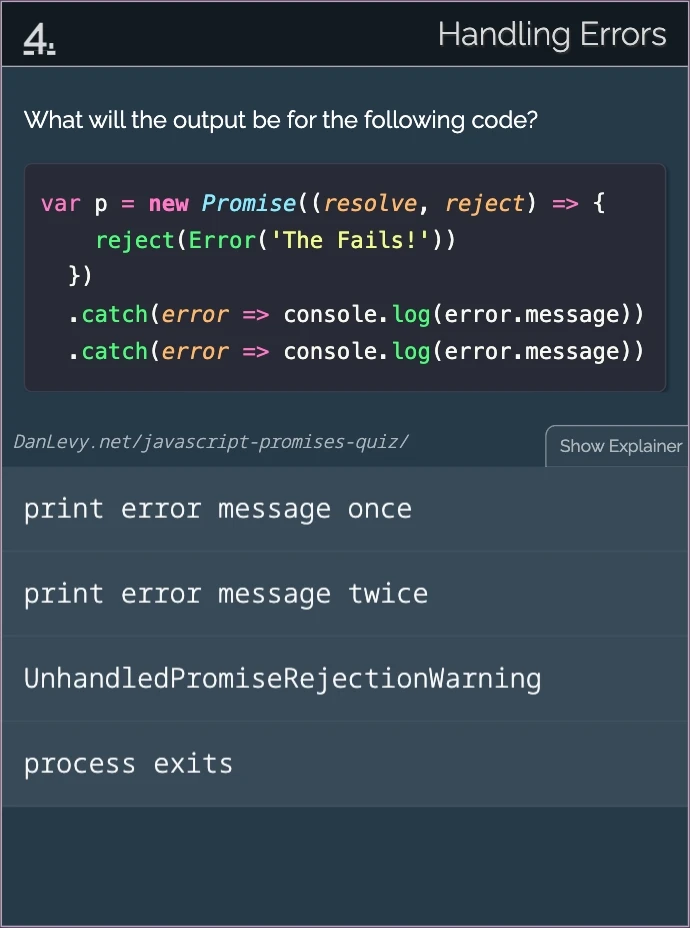 4.
Handling Errors
What will the output be for the following code?
var p = new Promise((resolve, reject) => {
    reject(Error('The Fails!'))
  })
  .catch(error => console.log(error.message))
  .catch(error => console.log(error.message))
DanLevy.net/javascript-promises-quiz/
Show Explainer
print error message once
print error message twice
UnhandledPromiseRejectionWarning
process exits